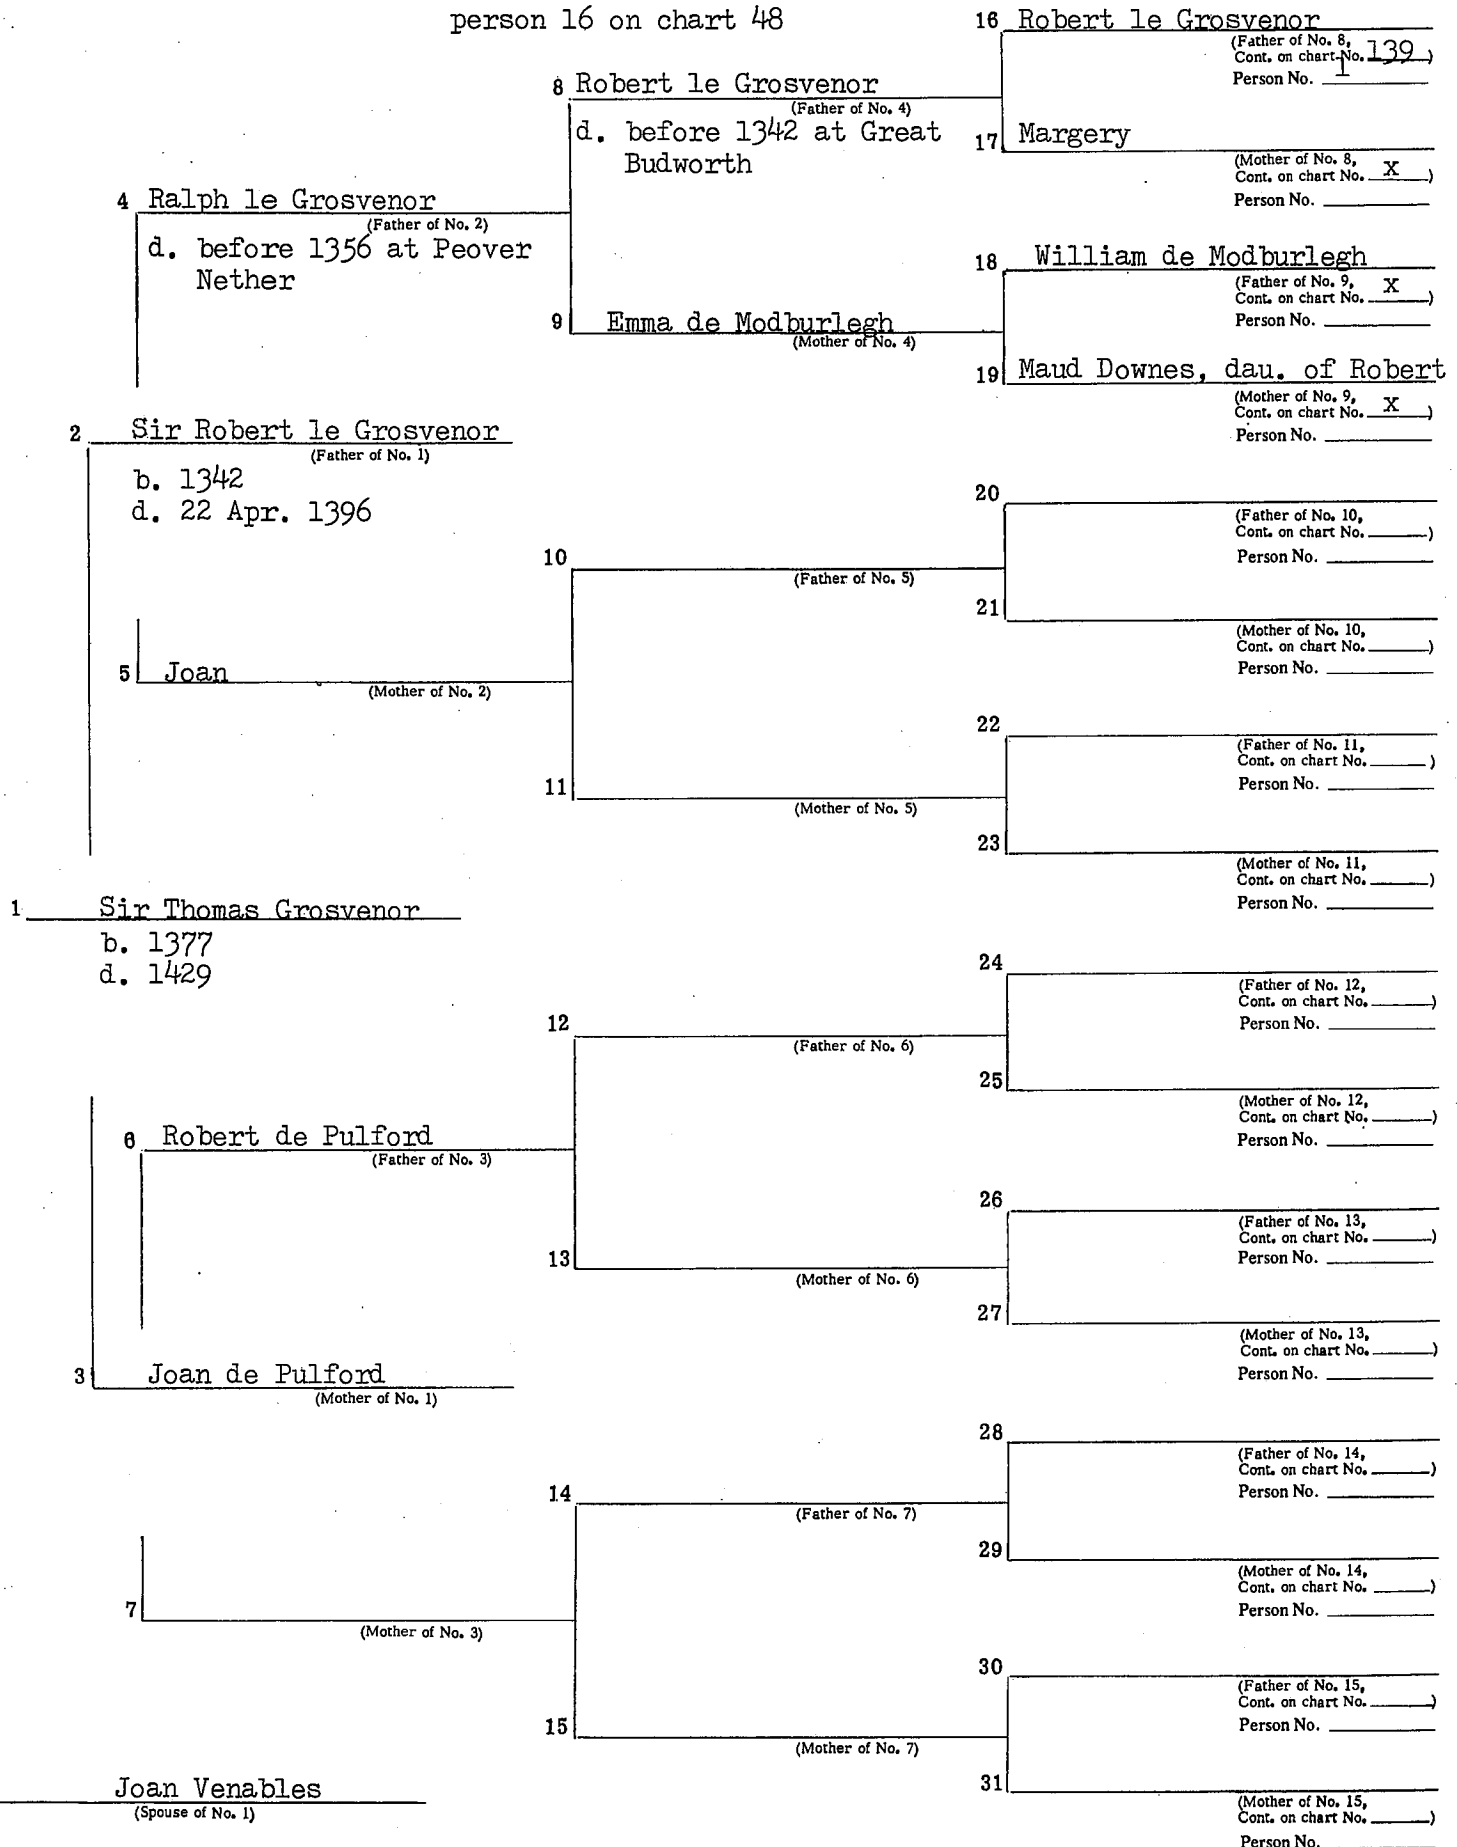 person 16 on chart 48
16 Robert le Grosvenor
(Father of No. 8,
Cont. on chart No. 139)
Person No. 1
8 Robert le Grosvenor
(Father of No. 4)
d. before 1342 at Great
Budworth
17 Margery
(Mother of No. 8,
Cont. on chart No. X)
Person No.
4 Ralph le Grosvenor
(Father of No. 2)
d. before 1356 at Peover
Nether
18 William de Modburlegh
(Father of No. 9,
Cont. on chart No. X)
Person No.
9 Emma de Modburlegh
(Mother of No. 4)
19 Maud Downes, dau. of Robert
(Mother of No. 9,
Cont. on chart No. X)
Person No.
2 Sir Robert le Grosvenor
(Father of No. 1)
b. 1342
d. 22 Apr. 1396
20
(Father of No. 10,
Cont. on chart No.)
Person No.
10
(Father of No. 5)
21
(Mother of No. 10,
Cont. on chart No.)
Person No.
5 Joan
(Mother of No. 2)
22
(Father of No. 11,
Cont. on chart No.)
Person No.
11
(Mother of No. 5)
23
(Mother of No. 11,
Cont. on chart No.)
Person No.
1 Sir Thomas Grosvenor
b. 1377
d. 1429
24
(Father of No. 12,
Cont. on chart No.)
Person No.
12
(Father of No. 6)
25
(Mother of No. 12,
Cont. on chart No.)
Person No.
6 Robert de Pulford
(Father of No. 3)
26
(Father of No. 13,
Cont. on chart No.)
Person No.
13
(Mother of No. 6)
27
(Mother of No. 13,
Cont. on chart No.)
Person No.
3 Joan de Pulford
(Mother of No. 1)
28
(Father of No. 14,
Cont. on chart No.)
Person No.
14
(Father of No. 7)
29
(Mother of No. 14,
Cont. on chart No.)
Person No.
7
(Mother of No. 3)
30
(Father of No. 15,
Cont. on chart No.)
Person No.
15
(Mother of No. 7)
31
(Mother of No. 15,
Cont. on chart No.)
Person No.
Joan Venables
(Spouse of No. 1)